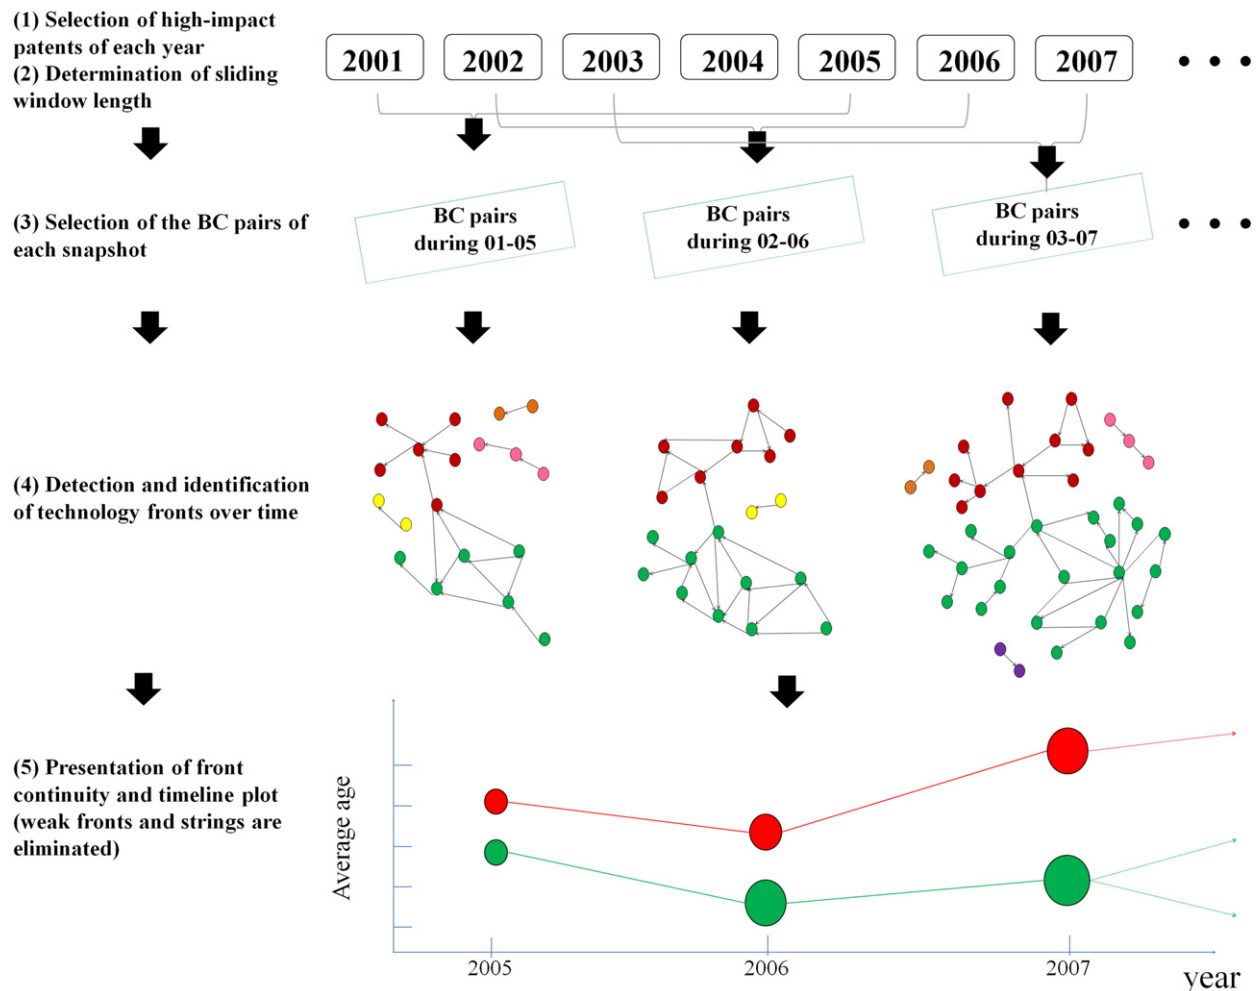 (1) Selection of high-impact
patents of each year
(2) Determination of sliding
window length
2001 2002 2003 2004 2005 2006 2007 • • •
(3) Selection of the BC pairs of
each snapshot
BC pairs
during 01-05
BC pairs
during 02-06
BC pairs
during 03-07
• • •
(4) Detection and identification
of technology fronts over time
(5) Presentation of front
continuity and timeline plot
(weak fronts and strings are
eliminated)
Average age
2005 2006 2007
year